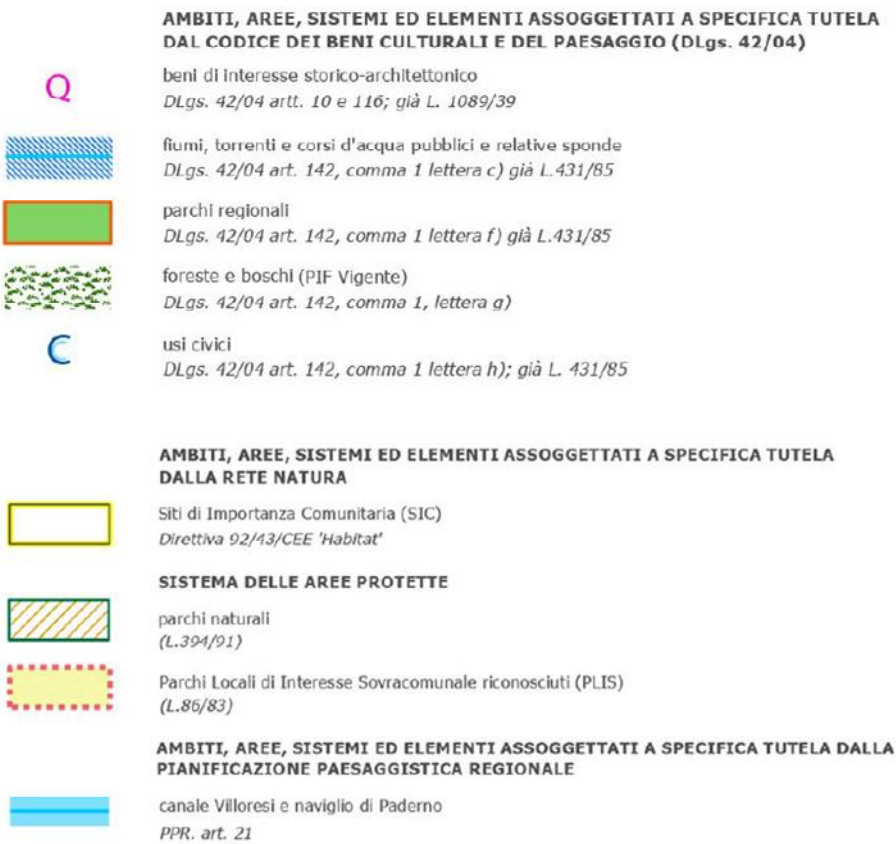 AMBITI, AREE, SISTEMI ED ELEMENTI ASSOGGETTATI A SPECIFICA TUTELA
DAL CODICE DEI BENI CULTURALI E DEL PAESAGGIO (DLgs. 42/04)
Q
beni di interesse storico-architettonico
DLgs. 42/04 artt. 10 e 116; già L. 1089/39
fiumi, torrenti e corsi d'acqua pubblici e relative sponde
DLgs. 42/04 art. 142, comma 1 lettera c) già L.431/85
parchi regionali
DLgs. 42/04 art. 142, comma 1 lettera f) già L.431/85
foreste e boschi (PIF Vigente)
DLgs. 42/04 art. 142, comma 1, lettera g)
C
usi civici
DLgs. 42/04 art. 142, comma 1 lettera h); già L. 431/85
AMBITI, AREE, SISTEMI ED ELEMENTI ASSOGGETTATI A SPECIFICA TUTELA
DALLA RETE NATURA
Siti di Importanza Comunitaria (SIC)
Direttiva 92/43/CEE 'Habitat'
SISTEMA DELLE AREE PROTETTE
parchi naturali
(L.394/91)
Parchi Locali di Interesse Sovracomunale riconosciuti (PLIS)
(L.86/83)
AMBITI, AREE, SISTEMI ED ELEMENTI ASSOGGETTATI A SPECIFICA TUTELA DALLA
PIANIFICAZIONE PAESAGGISTICA REGIONALE
canale Villoresi e naviglio di Paderno
PPR. art. 21